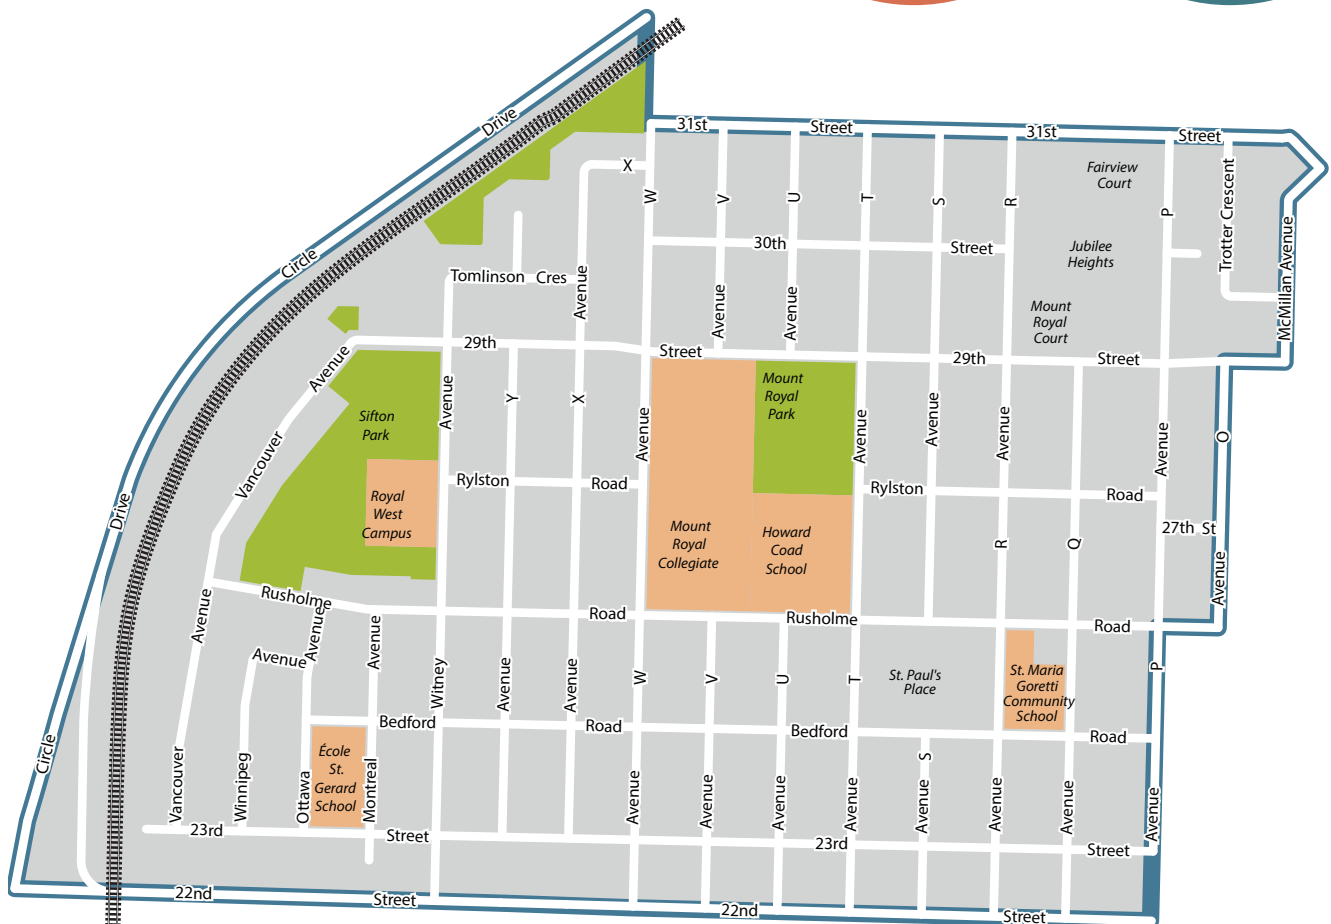 Drive
31st
Street
31st
Street
X
Fairview
Court
W
V
U
T
S
R
P
Trotter Crescent
30th
Street
Jubilee
Heights
McMillan Avenue
Circle
Tomlinson Cres
Avenue
Avenue
Avenue
Mount
Royal
Court
29th
Street
29th
Street
Avenue
Mount
Royal
Park
Avenue
Y
X
Sifton
Park
Avenue
Avenue
Avenue
Avenue
Avenue
O
Vancouver
Rylston
Road
Rylston
Road
Royal
West
Campus
Drive
Mount
Royal
Collegiate
Howard
Coad
School
R
Q
27th St
Avenue
Rusholme
Road
Rusholme
Road
Avenue
Avenue
Avenue
Avenue
Witney
Avenue
Avenue
W
V
U
T
St. Paul's
Place
St. Maria
Goretti
Community
School
P
Bedford
Road
Bedford
Road
Circle
École
St.
Gerard
School
S
Vancouver
Winnipeg
Ottawa
Montreal
Avenue
Avenue
Avenue
Avenue
Avenue
Avenue
Avenue
Avenue
23rd
Street
23rd
Street
22nd
Street
22nd
Street